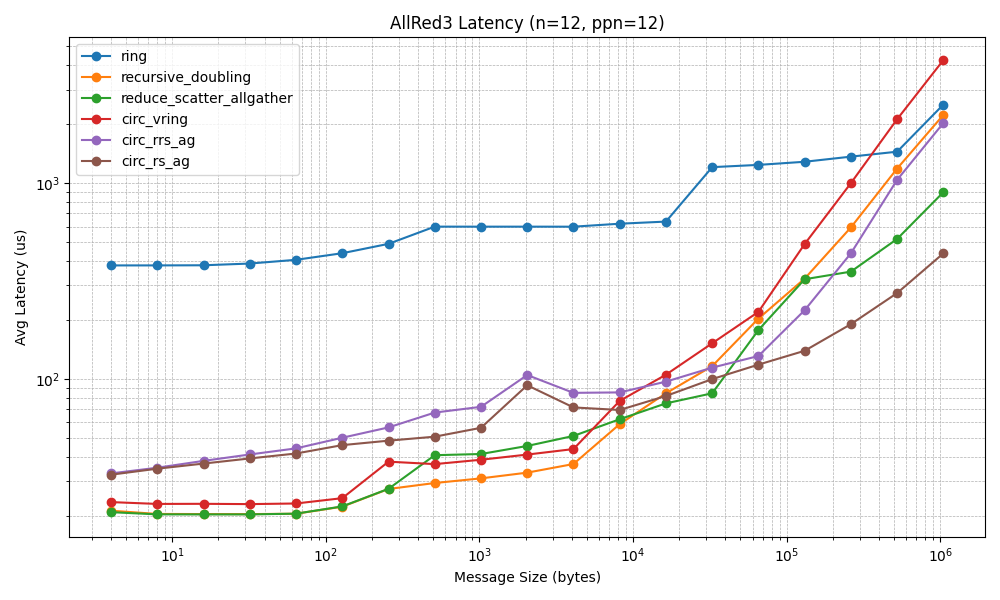 AllRed3 Latency (n=12, ppn=12)
ring
recursive_doubling
reduce_scatter_allgather
circ_vring
circ_rrs_ag
circ_rs_ag
Avg Latency (us)
10³
10²
10¹ 10² 10³ 10⁴ 10⁵ 10⁶
Message Size (bytes)